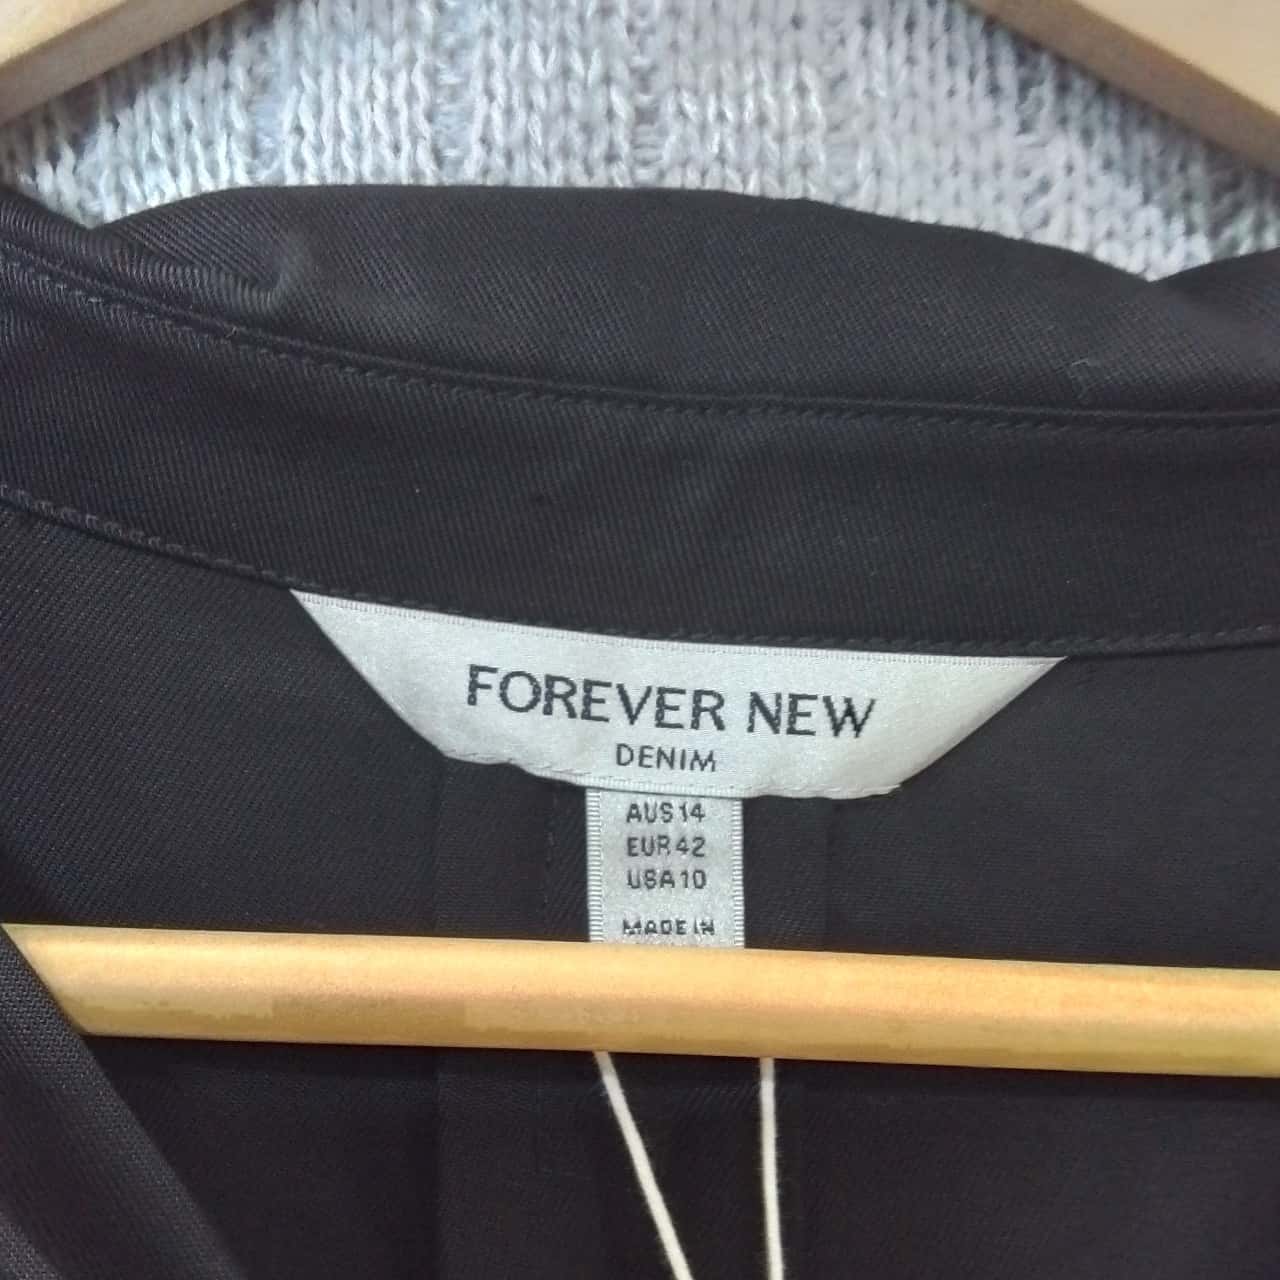 FOREVER NEW
DENIM
AUS 14
EUR 42
USA 10
MADE IN